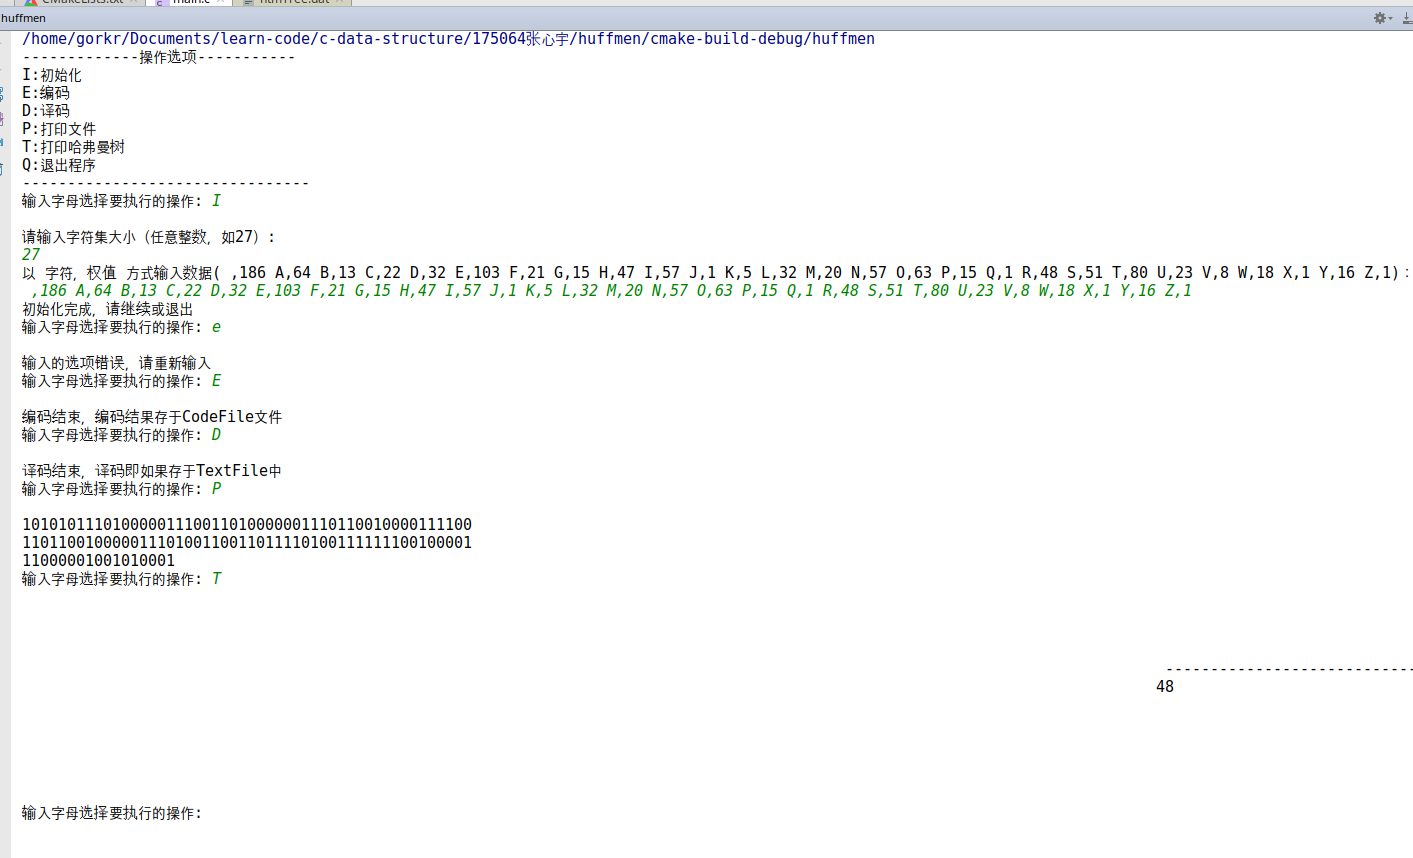 CMakeLists.txt main.c hfmTree.dat
huffmen
/home/gorkr/Documents/learn-code/c-data-structure/175064张心宇/huffmen/cmake-build-debug/huffmen
-------------操作选项-----------
I:初始化
E:编码
D:译码
P:打印文件
T:打印哈弗曼树
Q:退出程序
--------------------------------
输入字母选择要执行的操作: I
请输入字符集大小（任意整数，如27）:
27
以 字符，权值 方式输入数据( ,186 A,64 B,13 C,22 D,32 E,103 F,21 G,15 H,47 I,57 J,1 K,5 L,32 M,20 N,57 O,63 P,15 Q,1 R,48 S,51 T,80 U,23 V,8 W,18 X,1 Y,16 Z,1)：
,186 A,64 B,13 C,22 D,32 E,103 F,21 G,15 H,47 I,57 J,1 K,5 L,32 M,20 N,57 O,63 P,15 Q,1 R,48 S,51 T,80 U,23 V,8 W,18 X,1 Y,16 Z,1
初始化完成，请继续或退出
输入字母选择要执行的操作: e
输入的选项错误，请重新输入
输入字母选择要执行的操作: E
编码结束，编码结果存于CodeFile文件
输入字母选择要执行的操作: D
译码结束，译码即如果存于TextFile中
输入字母选择要执行的操作: P
10101011101000001110011010000001110110010000111100
11011001000001110100110011011110100111111100100001
11000001001010001
输入字母选择要执行的操作: T
----------------------------
48
输入字母选择要执行的操作: